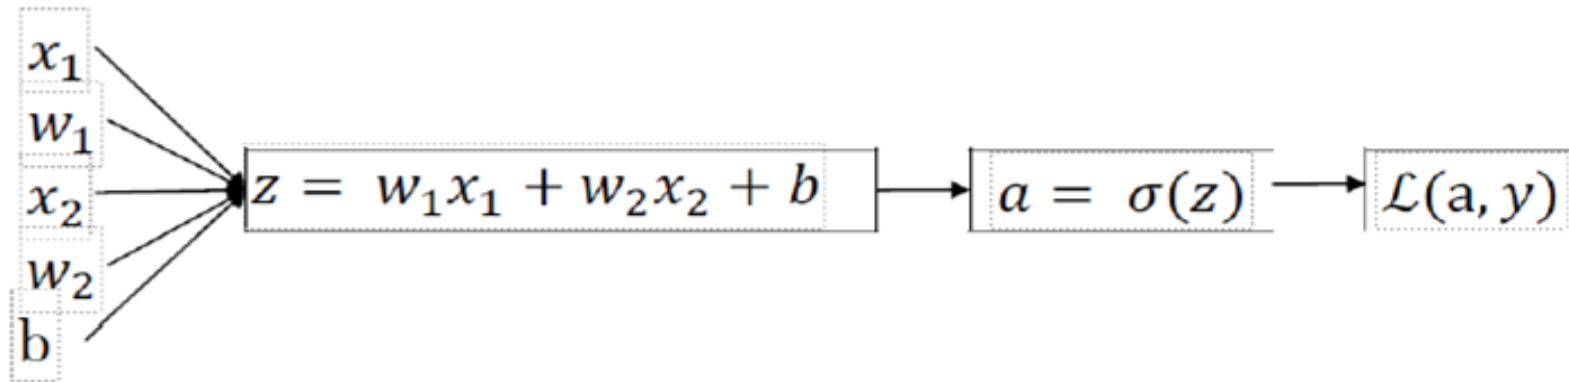 x₁
w₁
x₂
w₂
b
z = w₁x₁ + w₂x₂ + b
a = σ(z)
ℒ(a, y)